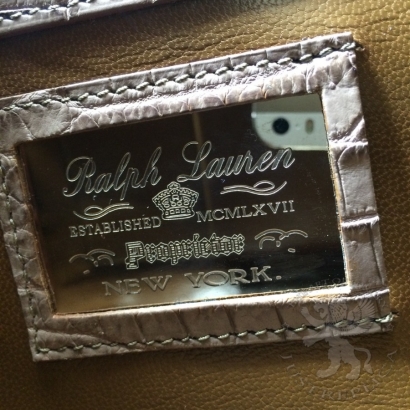 Ralph Lauren
ESTABLISHED MCMLXVII
Proprietor
NEW YORK.